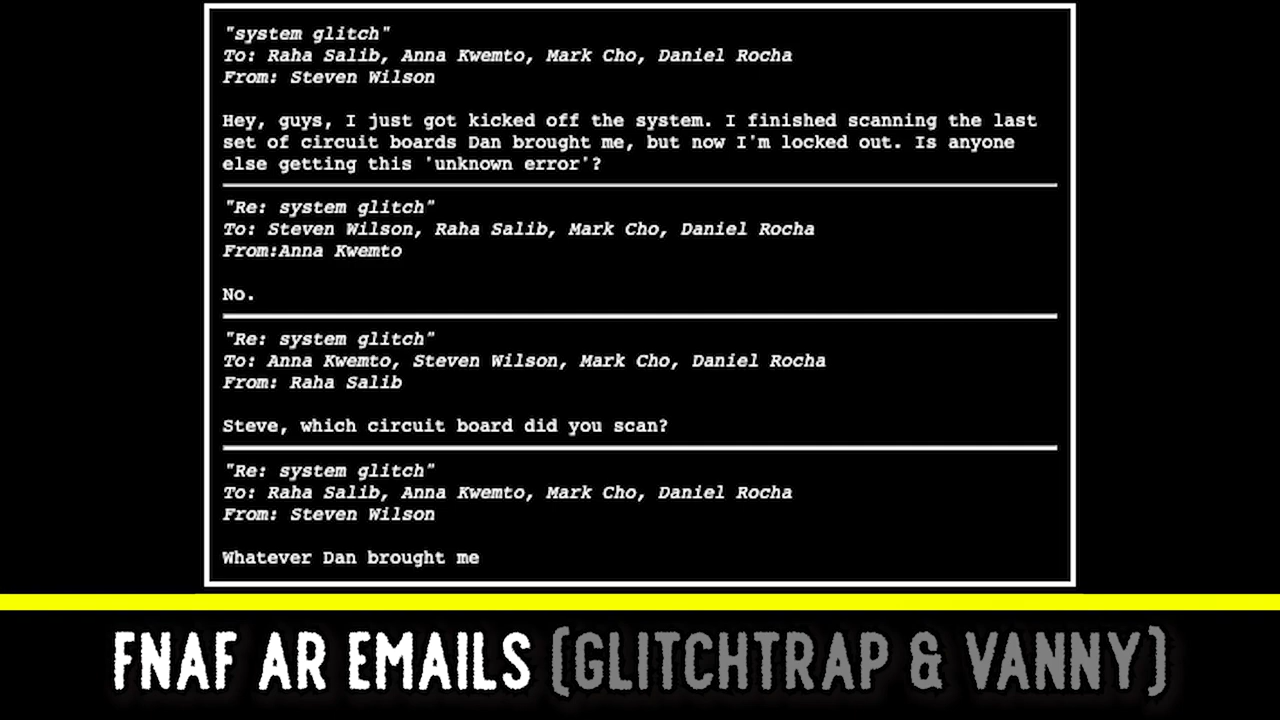 "system glitch"
To: Raha Salib, Anna Kwemto, Mark Cho, Daniel Rocha
From: Steven Wilson
Hey, guys, I just got kicked off the system. I finished scanning the last
set of circuit boards Dan brought me, but now I'm locked out. Is anyone
else getting this 'unknown error'?
"Re: system glitch"
To: Steven Wilson, Raha Salib, Mark Cho, Daniel Rocha
From:Anna Kwemto
No.
"Re: system glitch"
To: Anna Kwemto, Steven Wilson, Mark Cho, Daniel Rocha
From: Raha Salib
Steve, which circuit board did you scan?
"Re: system glitch"
To: Raha Salib, Anna Kwemto, Mark Cho, Daniel Rocha
From: Steven Wilson
Whatever Dan brought me
FNAF AR EMAILS (GLITCHTRAP & VANNY)